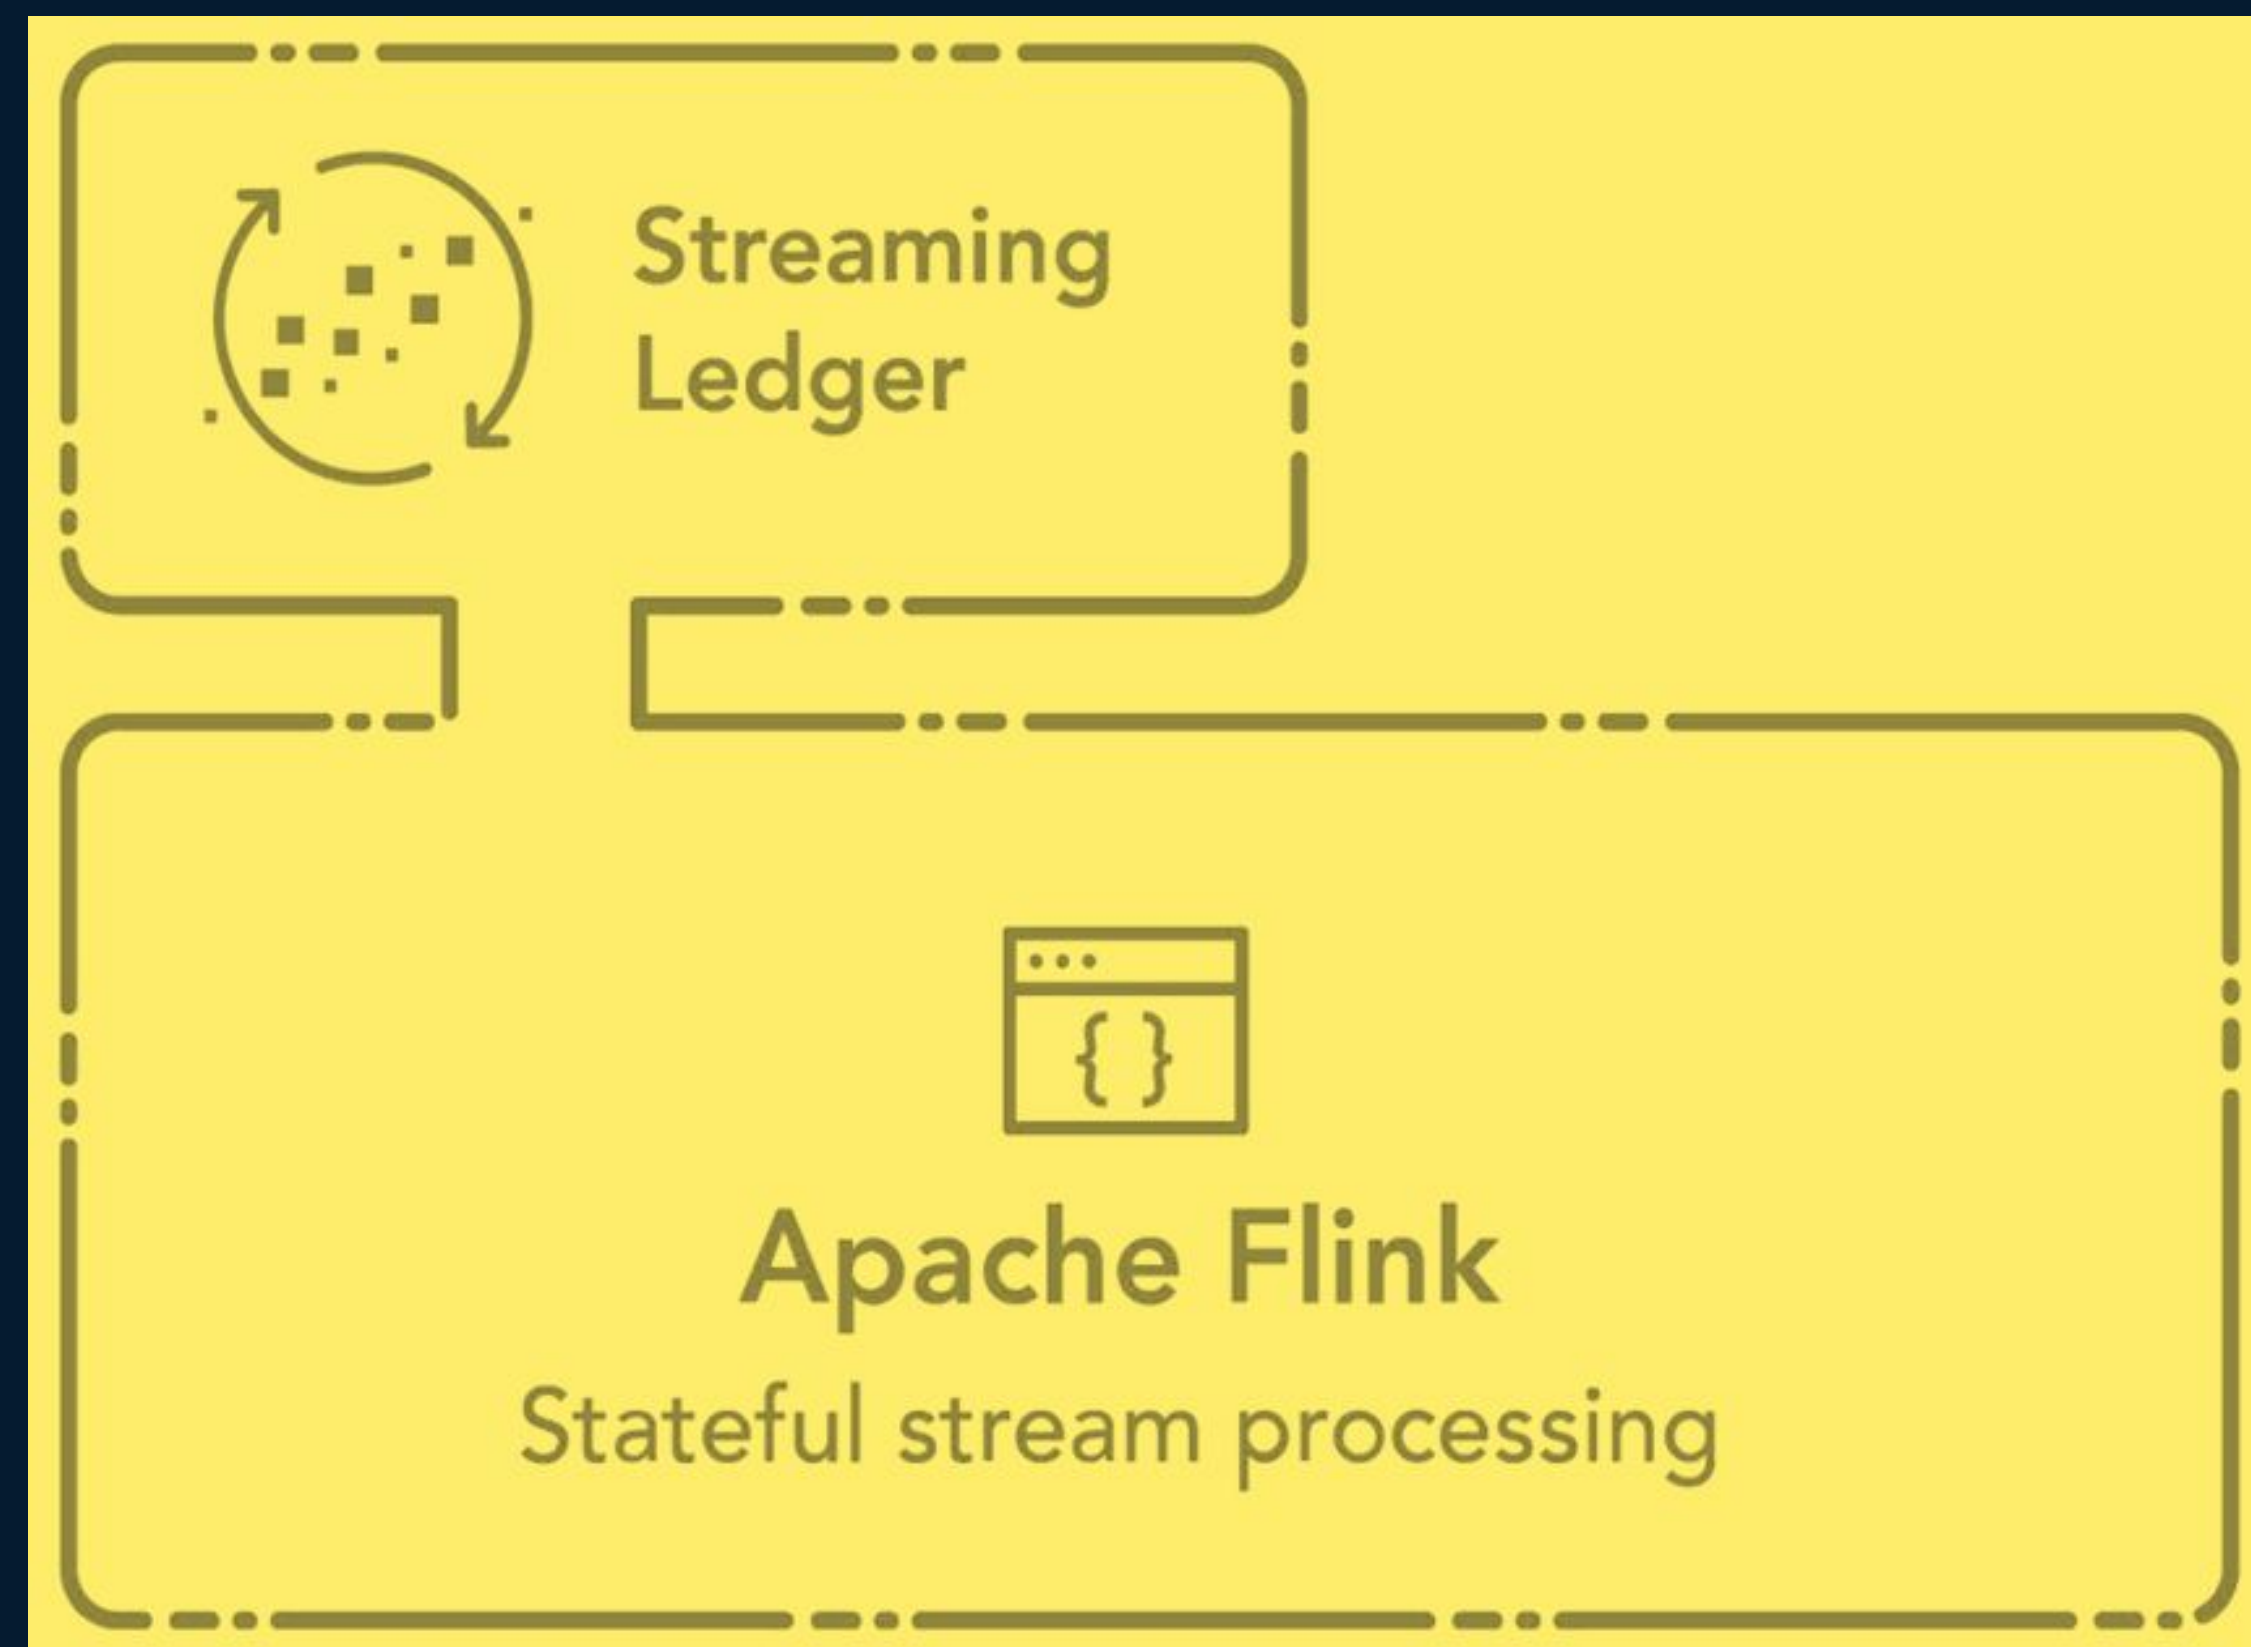 Streaming
Ledger
{ }
Apache Flink
Stateful stream processing